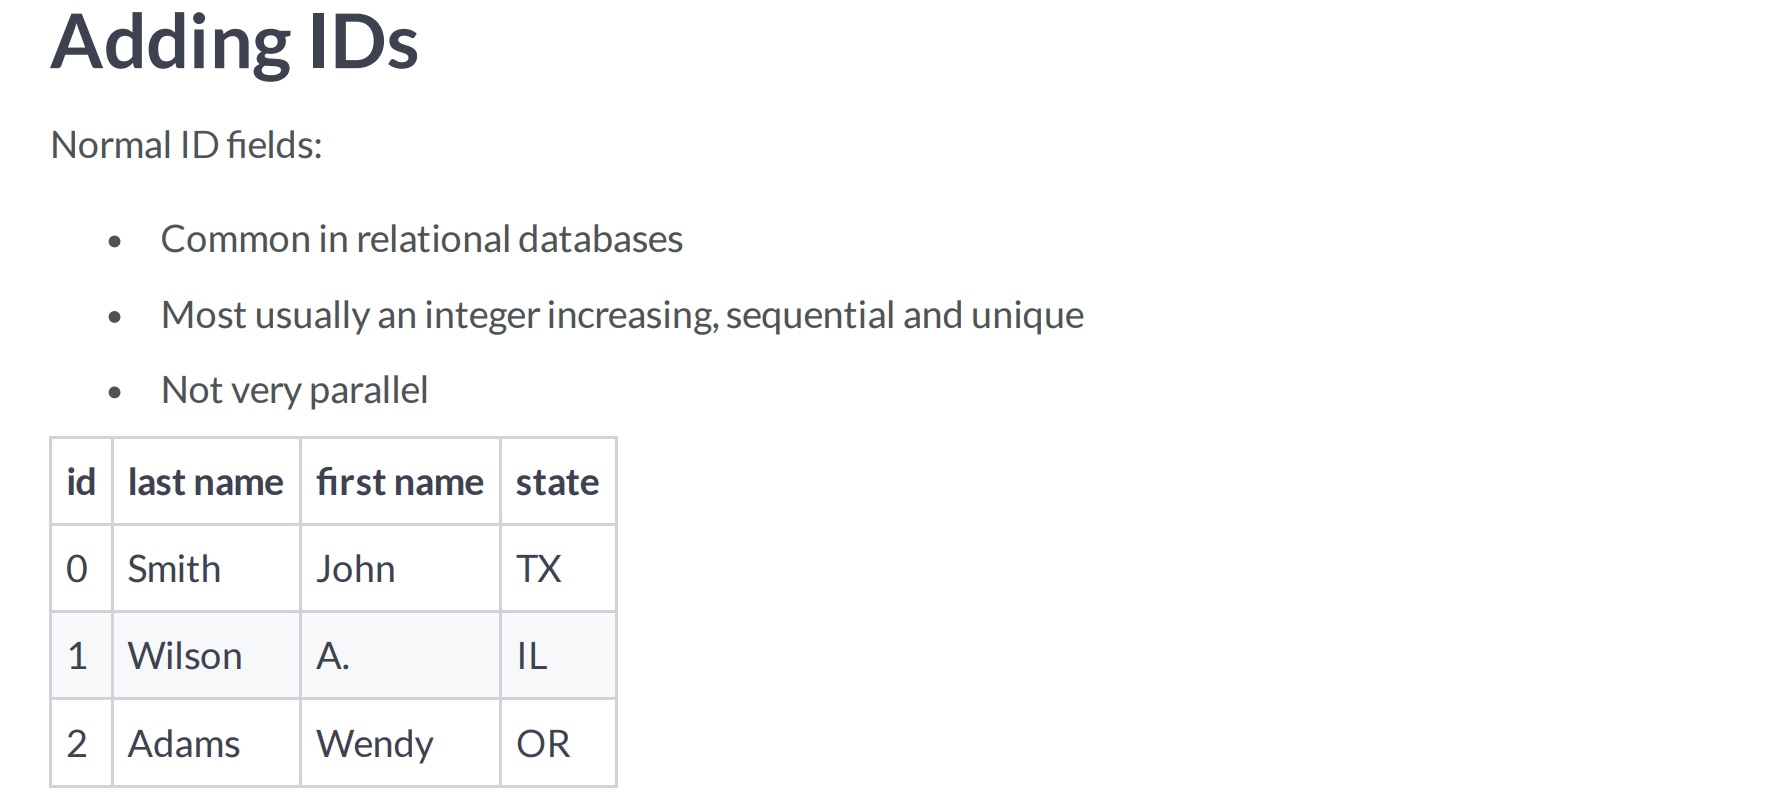 Adding IDs
Normal ID fields:
• Common in relational databases
• Most usually an integer increasing, sequential and unique
• Not very parallel
id last name first name state
0 Smith John TX
1 Wilson A. IL
2 Adams Wendy OR